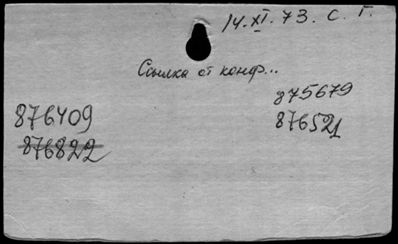 14.XI.73. С. Г.
Ссылка от конф...
875679
876409
876521
876822